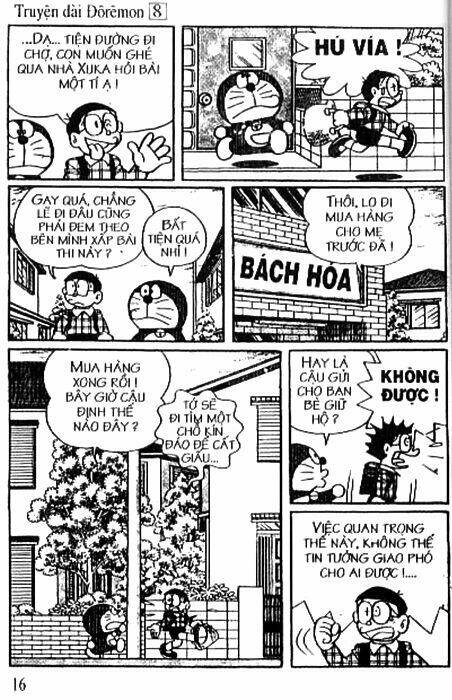 Truyện dài Đôrêmon 8
...DẠ... TIỆN ĐƯỜNG ĐI
CHỢ, CON MUỐN GHÉ
QUA NHÀ XUKA HỎI BÀI
MỘT TÍ Ạ !
HÚ VÍA !
GAY QUÁ, CHẲNG
LẼ ĐI ĐÂU CŨNG
PHẢI ĐEM THEO
BÊN MÌNH XẤP BÀI
THI NÀY ?
BẤT
TIỆN QUÁ
NHỈ !
THÔI, LO ĐI
MUA HÀNG
CHO MẸ
TRƯỚC ĐÃ !
BÁCH HÓA
MUA HÀNG
XONG RỒI !
BÂY GIỜ CẬU
ĐỊNH THẾ
NÀO ĐÂY ?
TỚ SẼ
ĐI TÌM MỘT
CHỖ KÍN
ĐÁO ĐỂ CẤT
GIẤU...
HAY LÀ
CẬU GỬI
CHO BẠN
BÈ GIỮ
HỘ ?
KHÔNG
ĐƯỢC !
VIỆC QUAN TRỌNG
THẾ NÀY, KHÔNG THỂ
TIN TƯỞNG GIAO PHÓ
CHO AI ĐƯỢC !....
16